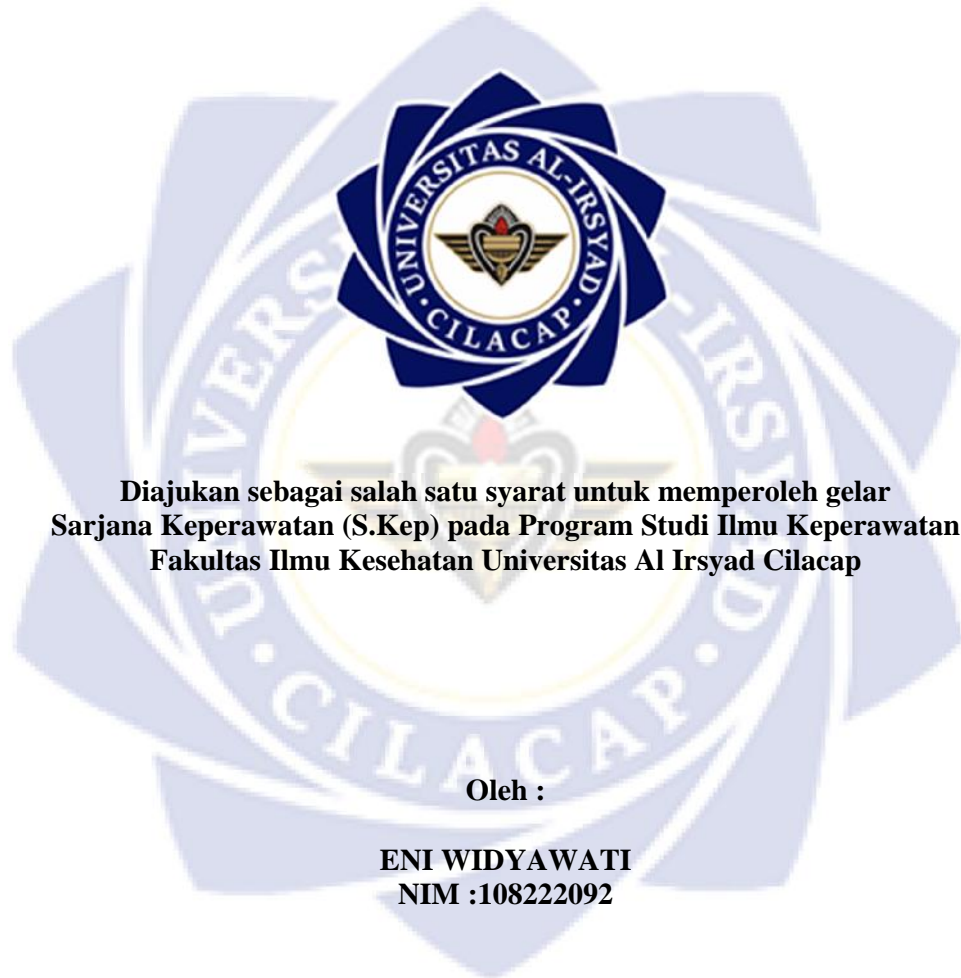 UNIVERSITAS AL-IRSYAD
CILACAP
Diajukan sebagai salah satu syarat untuk memperoleh gelar
Sarjana Keperawatan (S.Kep) pada Program Studi Ilmu Keperawatan
Fakultas Ilmu Kesehatan Universitas Al Irsyad Cilacap
Oleh :
ENI WIDYAWATI
NIM :108222092